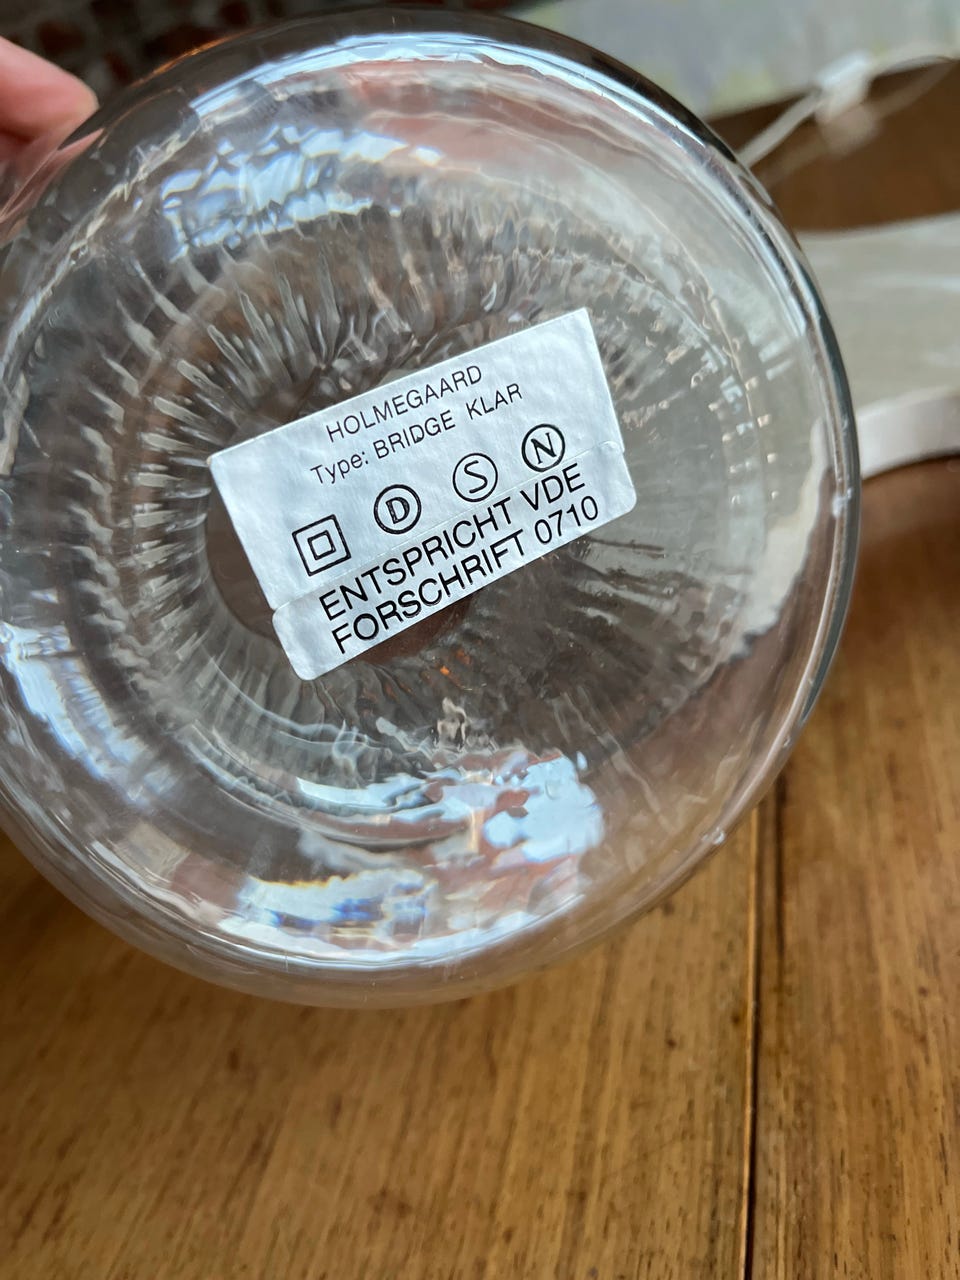 HOLMEGAARD
Type: BRIDGE KLAR
D S N
ENTSPRICHT VDE
FORSCHRIFT 0710